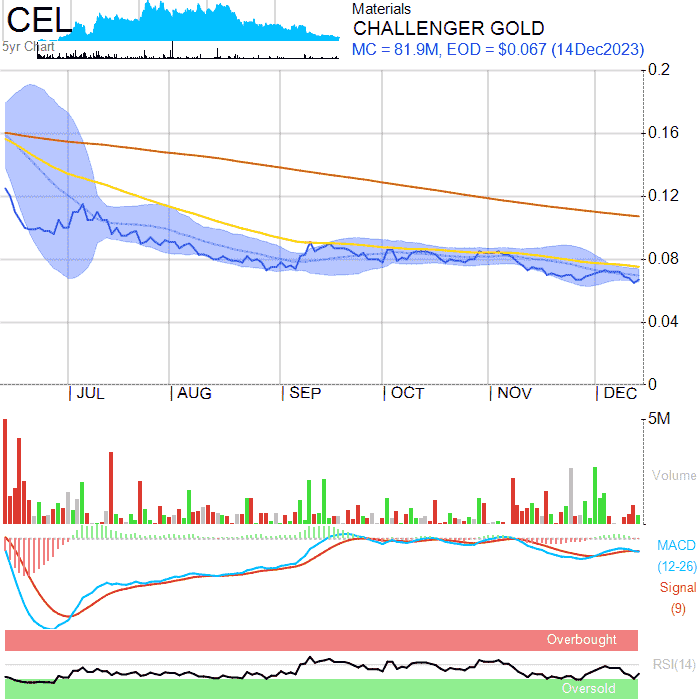 CEL
5yr Chart
Materials
CHALLENGER GOLD
MC = 81.9M, EOD = $0.067 (14Dec2023)
0.2
0.16
0.12
0.08
0.04
0
JUL AUG SEP OCT NOV DEC
5M
Volume
MACD
(12-26)
Signal
(9)
Overbought
RSI(14)
Oversold